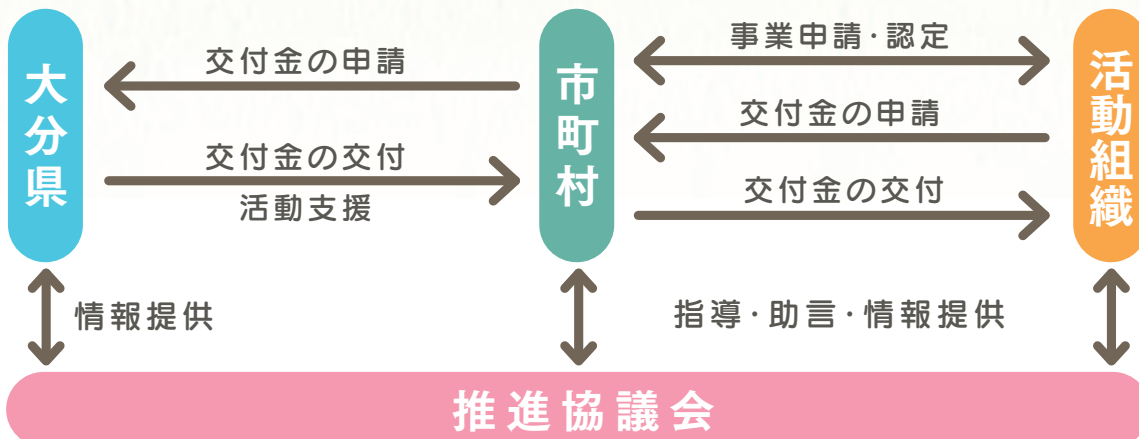 大分県
交付金の申請
交付金の交付
活動支援
市町村
事業申請・認定
交付金の申請
交付金の交付
活動組織
情報提供
指導・助言・情報提供
推進協議会